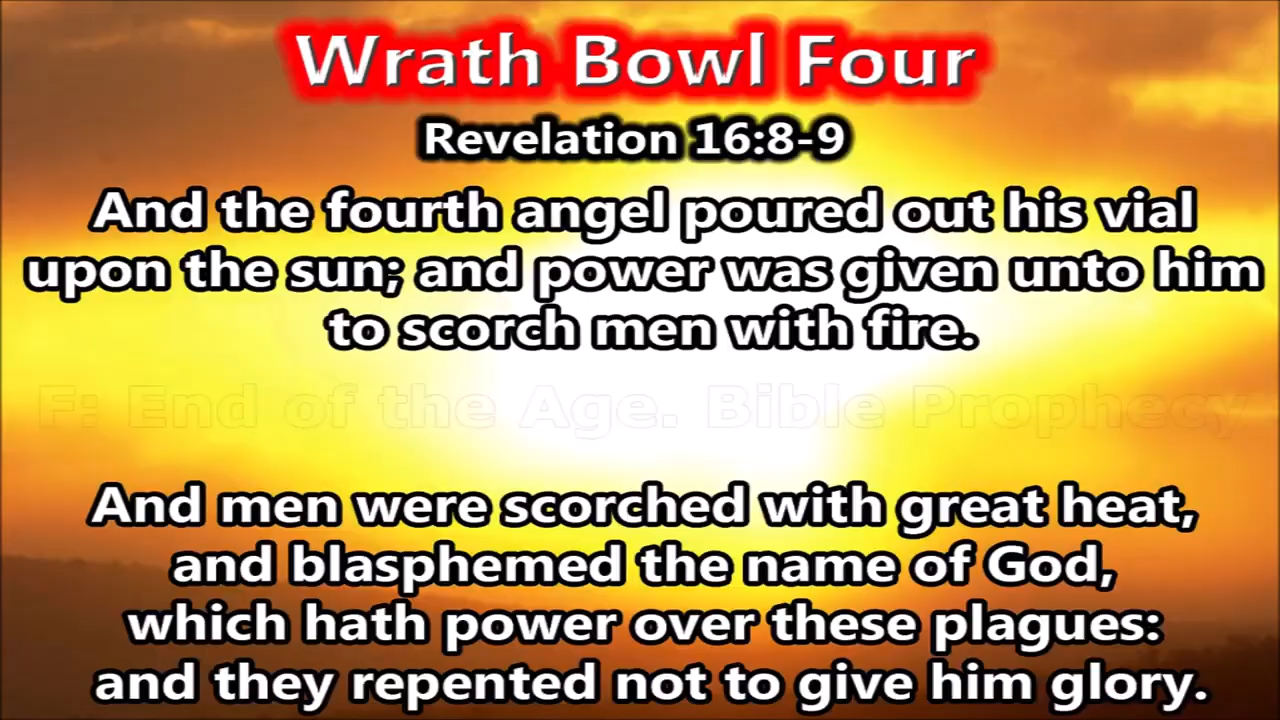 Wrath Bowl Four
Revelation 16:8-9
And the fourth angel poured out his vial
upon the sun; and power was given unto him
to scorch men with fire.
F: End of the Age. Bible Prophecy
And men were scorched with great heat,
and blasphemed the name of God,
which hath power over these plagues:
and they repented not to give him glory.